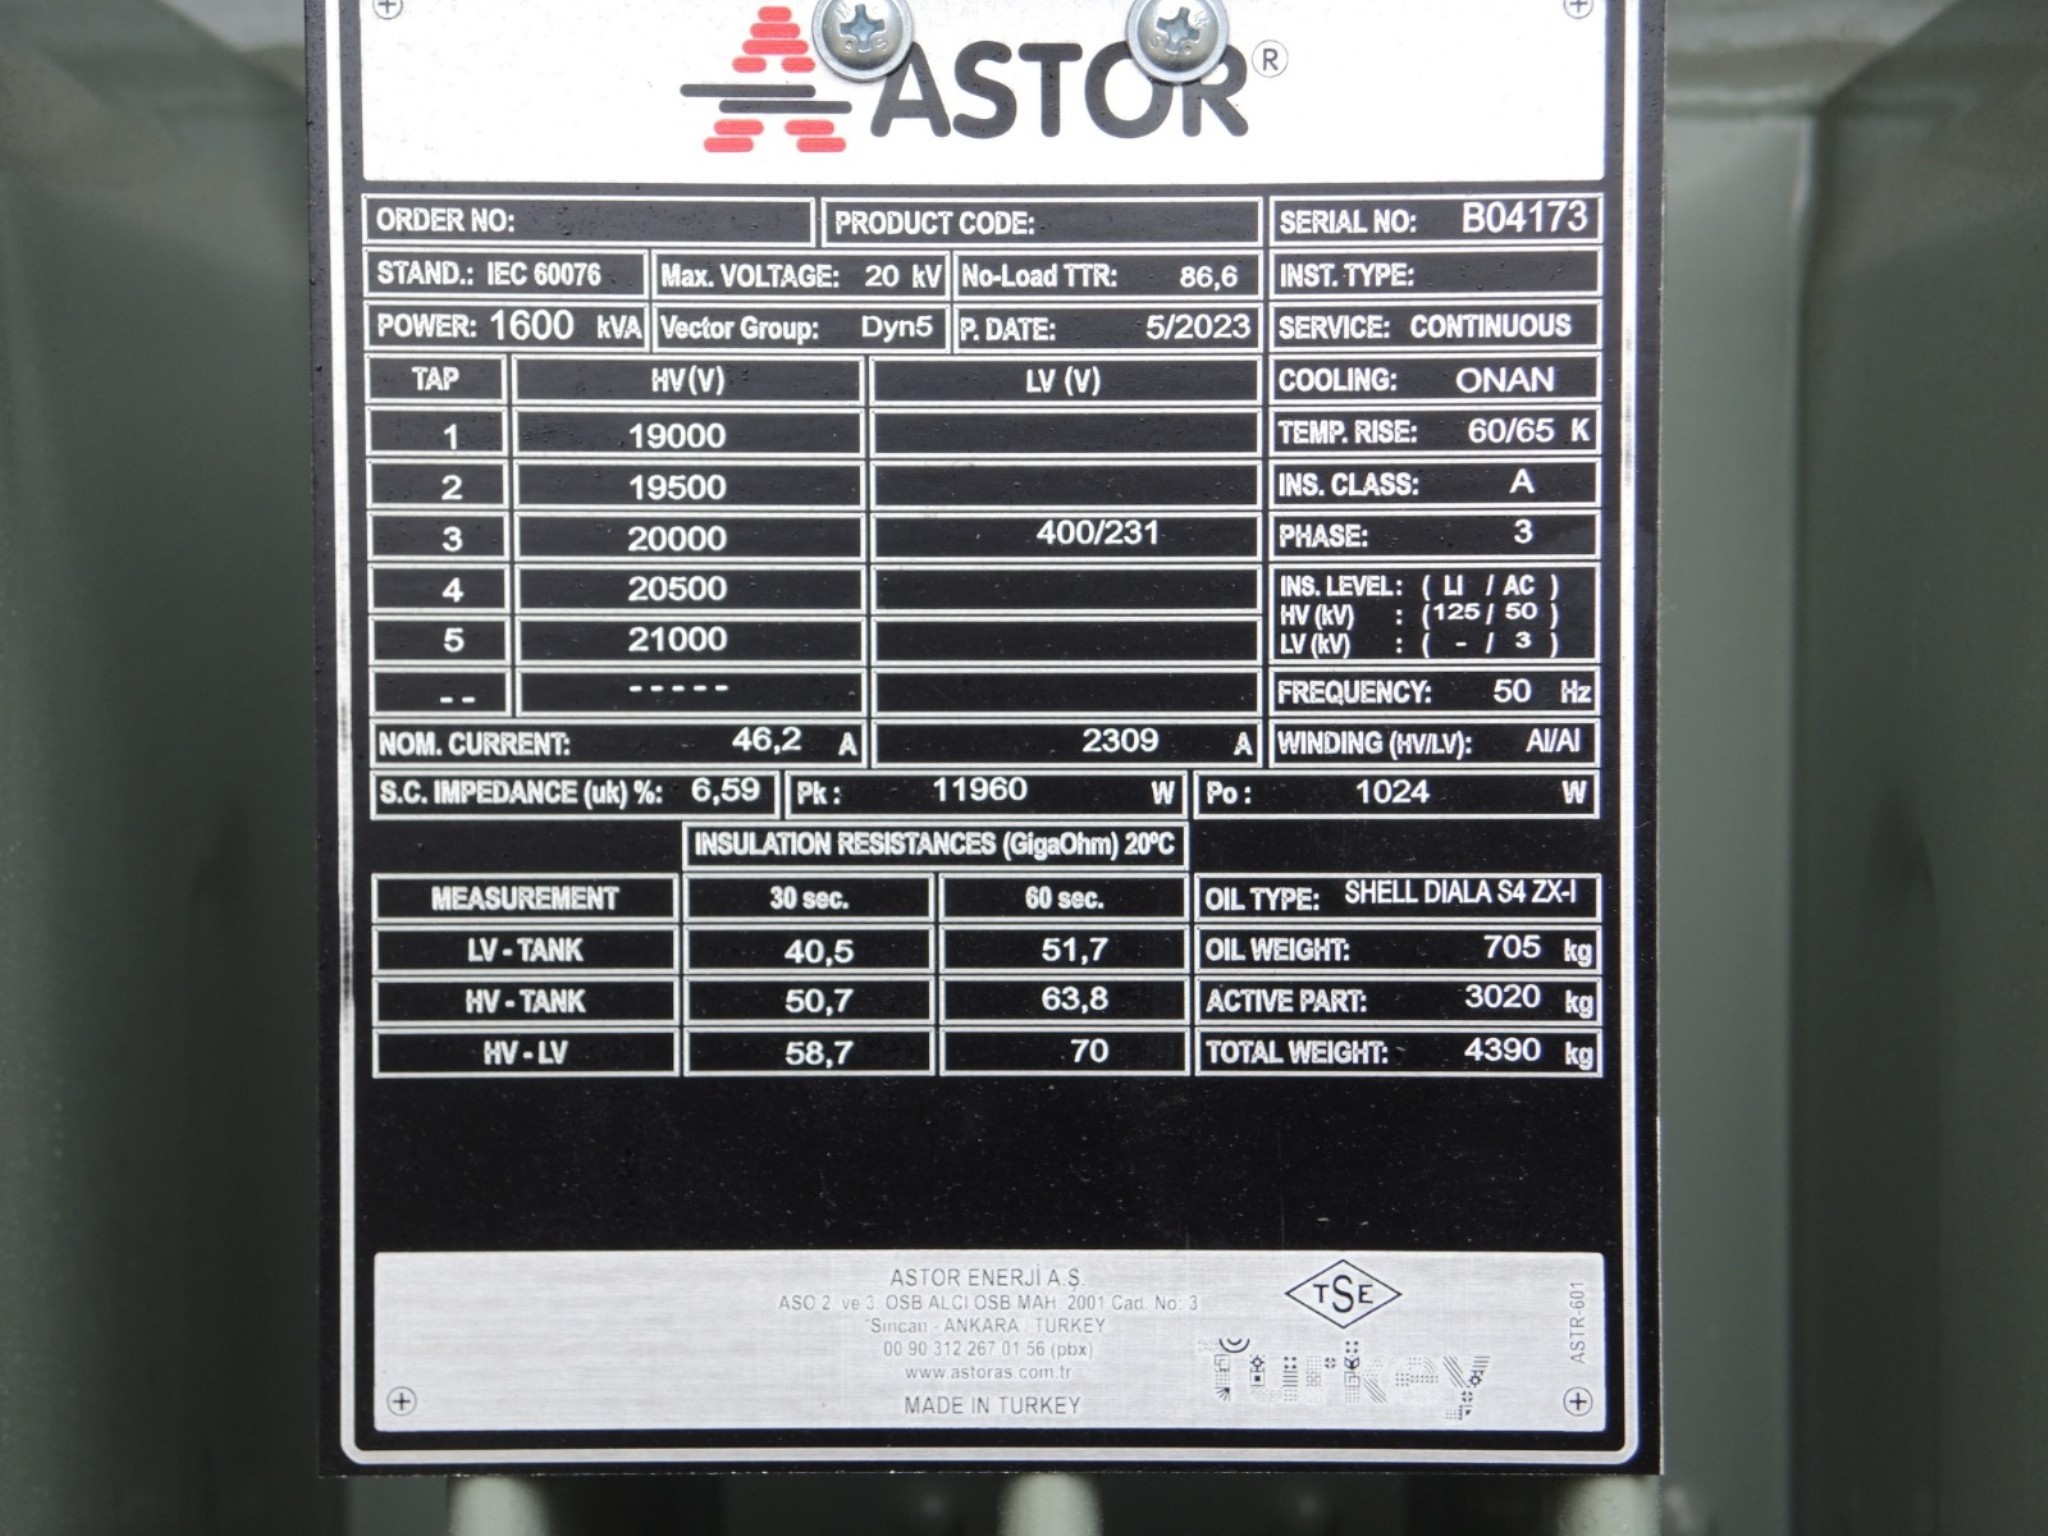 ASTOR®
ORDER NO: PRODUCT CODE: SERIAL NO: B04173
STAND.: IEC 60076 Max. VOLTAGE: 20 kV No-Load TTR: 86,6 INST. TYPE:
POWER: 1600 kVA Vector Group: Dyn5 P. DATE: 5/2023 SERVICE: CONTINUOUS
TAP HV (V) LV (V) COOLING: ONAN
1 19000 TEMP. RISE: 60/65 K
2 19500 INS. CLASS: A
3 20000 400/231 PHASE: 3
4 20500 INS. LEVEL: ( LI / AC )
HV (kV) : (125 / 50 )
5 21000 LV (kV) : ( - / 3 )
-- ----- FREQUENCY: 50 Hz
NOM. CURRENT: 46,2 A 2309 A WINDING (HV/LV): Al/Al
S.C. IMPEDANCE (uk) %: 6,59 Pk : 11960 W Po : 1024 W
INSULATION RESISTANCES (GigaOhm) 20ºC
MEASUREMENT 30 sec. 60 sec. OIL TYPE: SHELL DIALA S4 ZX-I
LV - TANK 40,5 51,7 OIL WEIGHT: 705 kg
HV - TANK 50,7 63,8 ACTIVE PART: 3020 kg
HV - LV 58,7 70 TOTAL WEIGHT: 4390 kg
ASTOR ENERJİ A.Ş.
ASO 2. ve 3. OSB ALCI OSB MAH. 2001 Cad. No: 3
Sincan - ANKARA / TURKEY
00 90 312 267 01 56 (pbx)
www.astoras.com.tr
MADE IN TURKEY
TSE
Turkey
ASTR-601